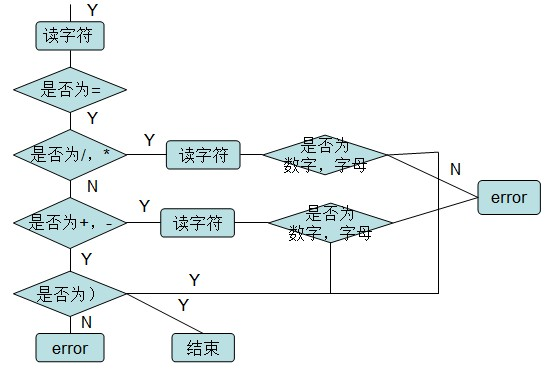 Y
读字符
是否为=
Y
是否为/，*
Y
读字符
是否为
数字，字母
N
error
N
是否为+，-
Y
读字符
是否为
数字，字母
Y
是否为）
Y
Y
N
error
结束